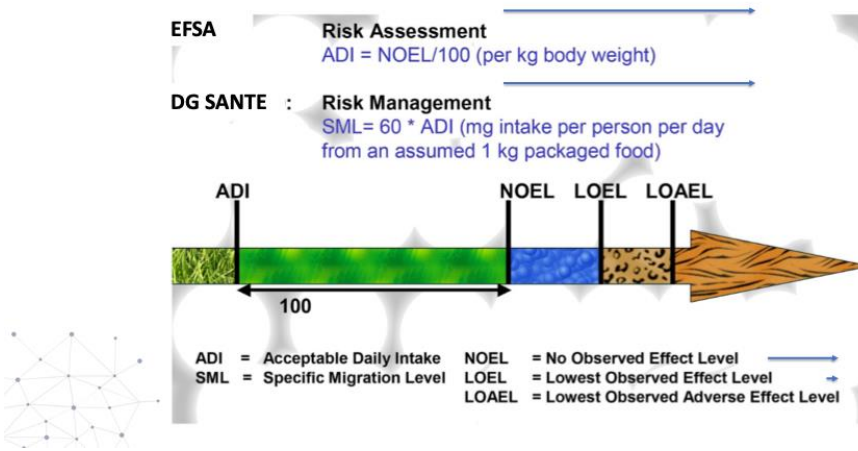 EFSA Risk Assessment
ADI = NOEL/100 (per kg body weight)
DG SANTE : Risk Management
SML= 60 * ADI (mg intake per person per day
from an assumed 1 kg packaged food)
ADI NOEL LOEL LOAEL
100
ADI = Acceptable Daily Intake NOEL = No Observed Effect Level
SML = Specific Migration Level LOEL = Lowest Observed Effect Level
LOAEL = Lowest Observed Adverse Effect Level